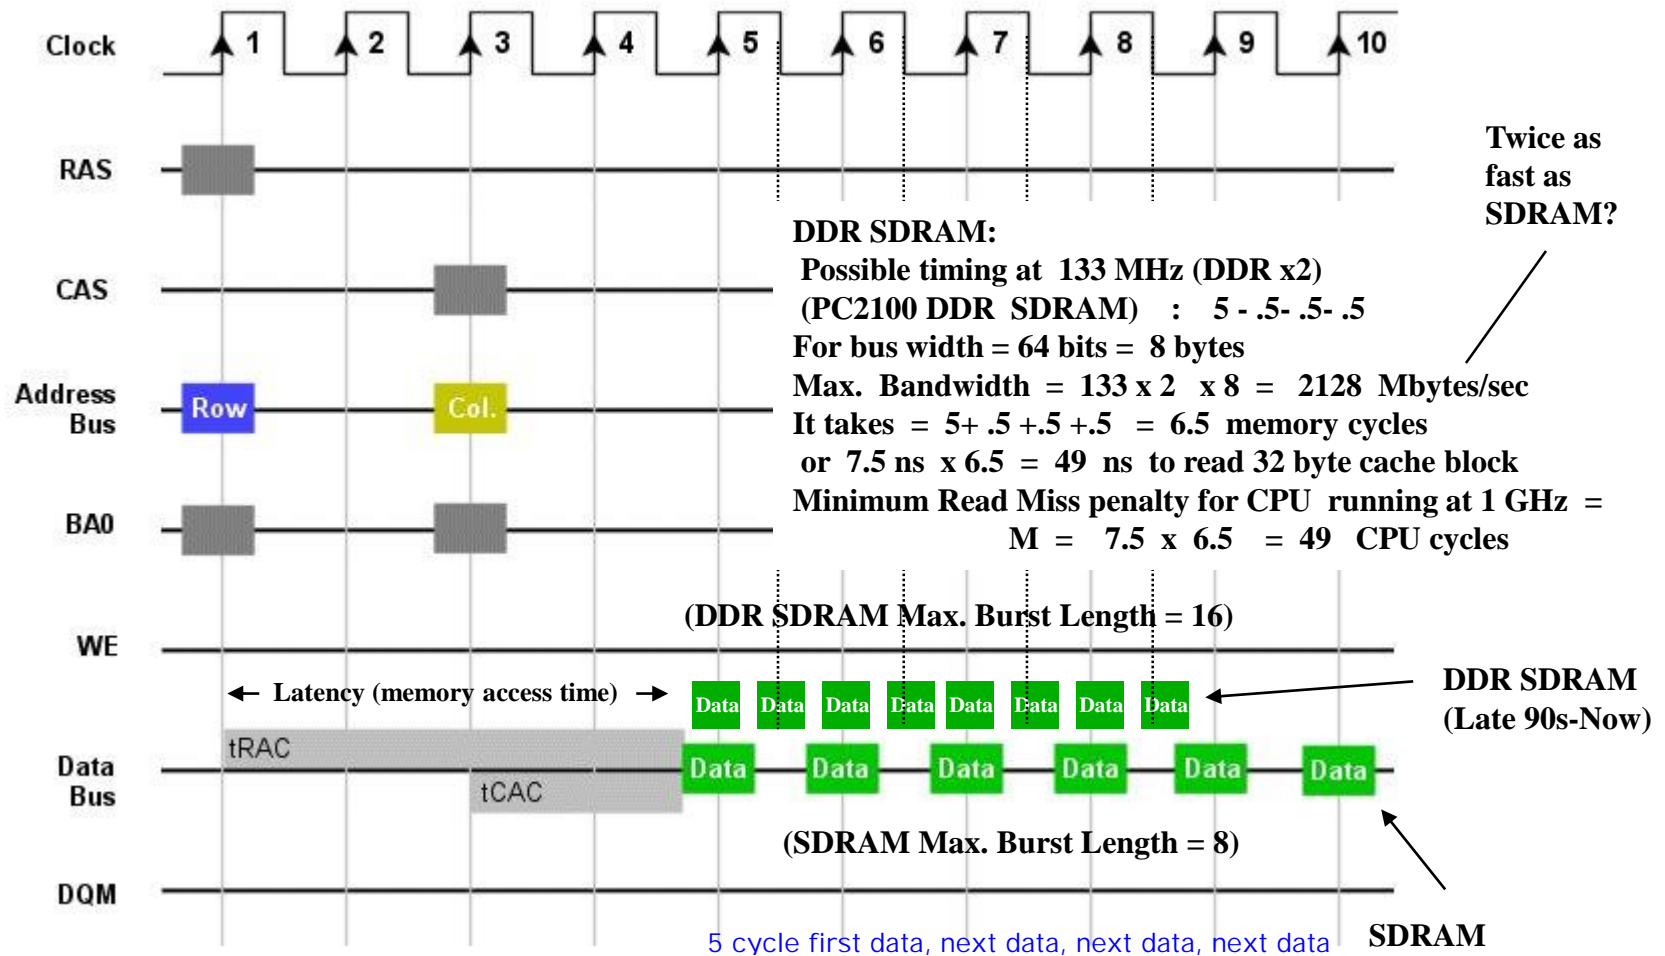 Clock 1 2 3 4 5 6 7 8 9 10
RAS
CAS
Address
Bus
Row
Col.
BA0
WE
Twice as
fast as
SDRAM?
DDR SDRAM:
Possible timing at 133 MHz (DDR x2)
(PC2100 DDR SDRAM) : 5 - .5- .5- .5
For bus width = 64 bits = 8 bytes
Max. Bandwidth = 133 x 2 x 8 = 2128 Mbytes/sec
It takes = 5+ .5 +.5 +.5 = 6.5 memory cycles
or 7.5 ns x 6.5 = 49 ns to read 32 byte cache block
Minimum Read Miss penalty for CPU running at 1 GHz =
M = 7.5 x 6.5 = 49 CPU cycles
(DDR SDRAM Max. Burst Length = 16)
Latency (memory access time)
Data Data Data Data Data Data Data Data
DDR SDRAM
(Late 90s-Now)
tRAC
Data
Bus
Data Data Data Data Data Data
tCAC
(SDRAM Max. Burst Length = 8)
DQM
5 cycle first data, next data, next data, next data
SDRAM